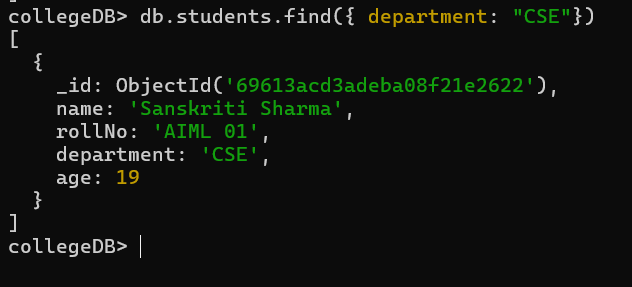 collegeDB> db.students.find({ department: "CSE"})
[
  {
    _id: ObjectId('69613acd3adeba08f21e2622'),
    name: 'Sanskriti Sharma',
    rollNo: 'AIML 01',
    department: 'CSE',
    age: 19
  }
]
collegeDB>